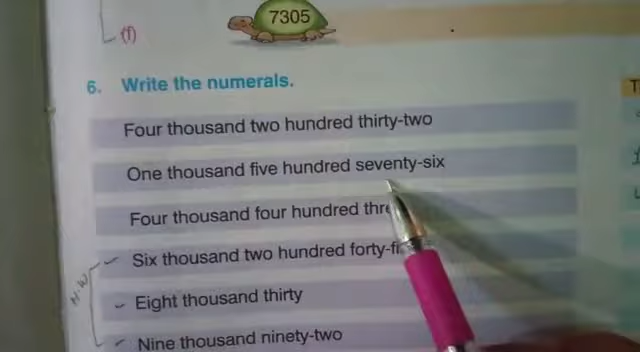 (f)
7305
6. Write the numerals.
Four thousand two hundred thirty-two
One thousand five hundred seventy-six
Four thousand four hundred
Six thousand two hundred
Eight thousand thirty
H.W
Nine thousand ninety-two